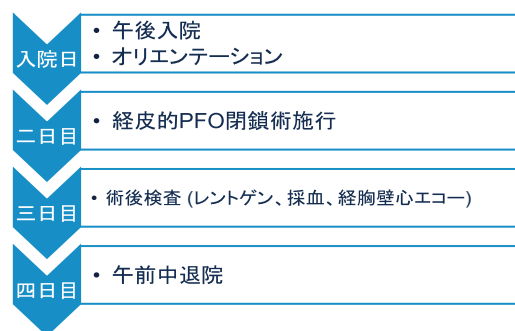 入院日
• 午後入院
• オリエンテーション
二日目
• 経皮的PFO閉鎖術施行
三日目
• 術後検査 (レントゲン、採血、経胸壁心エコー)
四日目
• 午前中退院